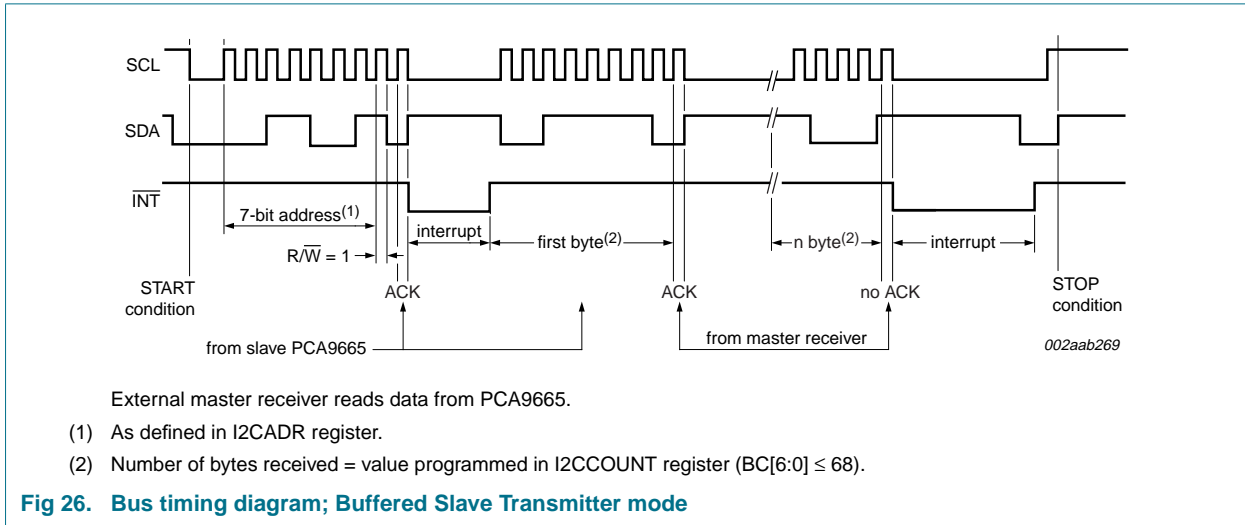 SCL
SDA
INT
7-bit address(1)
interrupt
first byte(2)
n byte(2)
interrupt
R/W = 1
START
condition
ACK
ACK
no ACK
STOP
condition
from slave PCA9665
from master receiver
002aab269
External master receiver reads data from PCA9665.
(1) As defined in I2CADR register.
(2) Number of bytes received = value programmed in I2CCOUNT register (BC[6:0] ≤ 68).
Fig 26. Bus timing diagram; Buffered Slave Transmitter mode